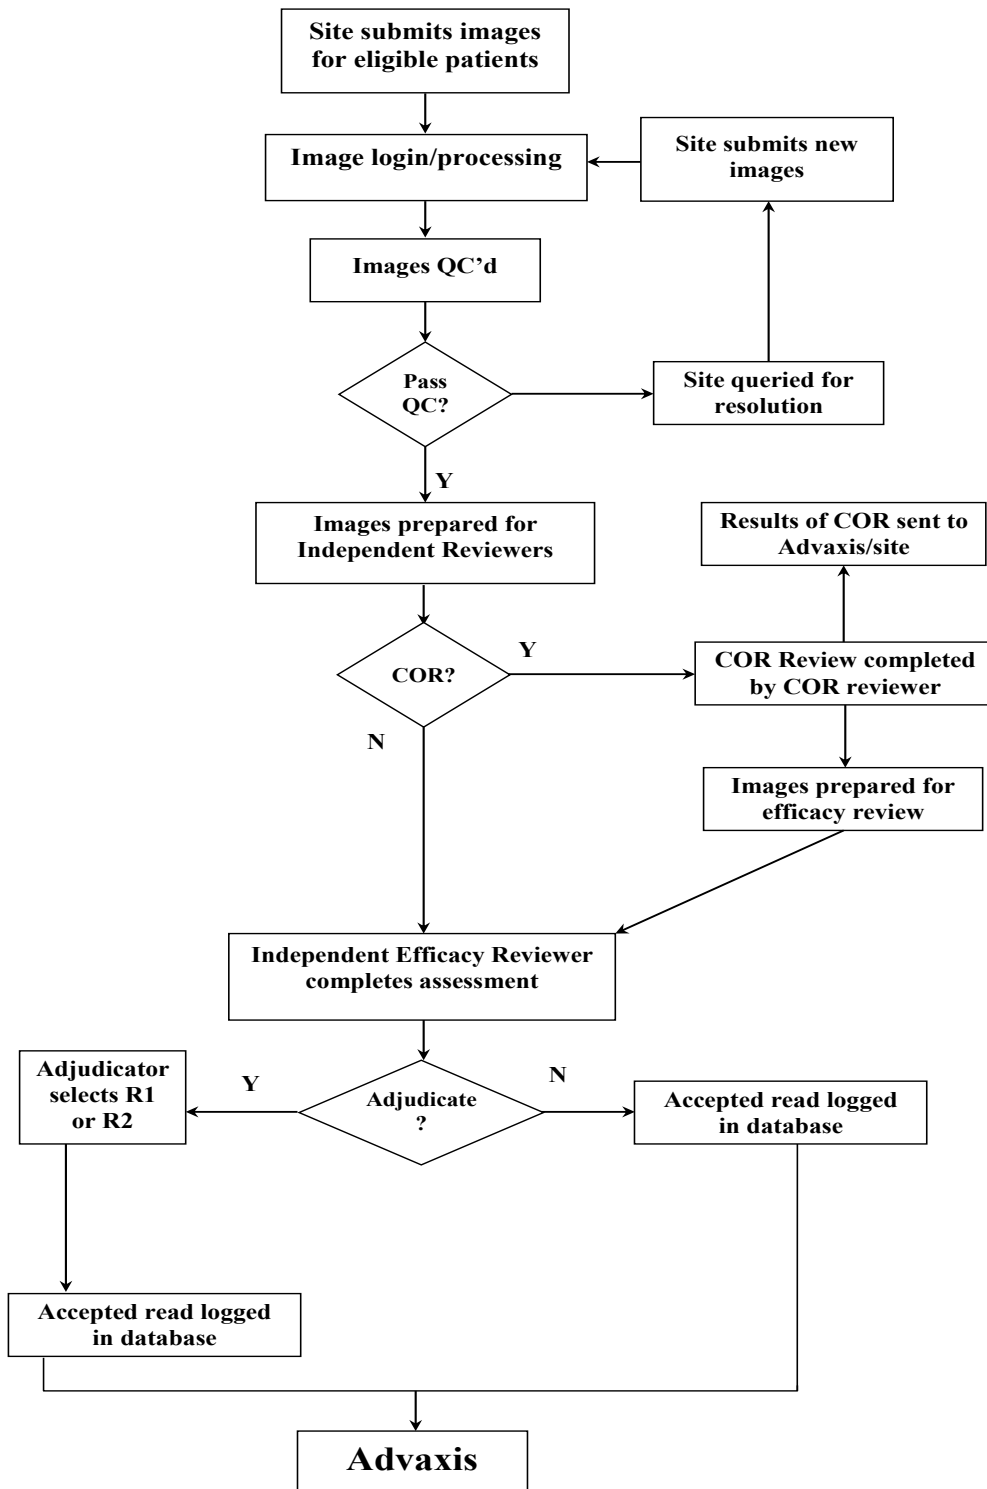 Site submits images
for eligible patients
Image login/processing
Site submits new
images
Images QC’d
Pass
QC?
Site queried for
resolution
Y
Images prepared for
Independent Reviewers
Results of COR sent to
Advaxis/site
COR?
Y
COR Review completed
by COR reviewer
N
Images prepared for
efficacy review
Independent Efficacy Reviewer
completes assessment
Adjudicator
selects R1
or R2
Y
Adjudicate
?
N
Accepted read logged
in database
Accepted read logged
in database
Advaxis